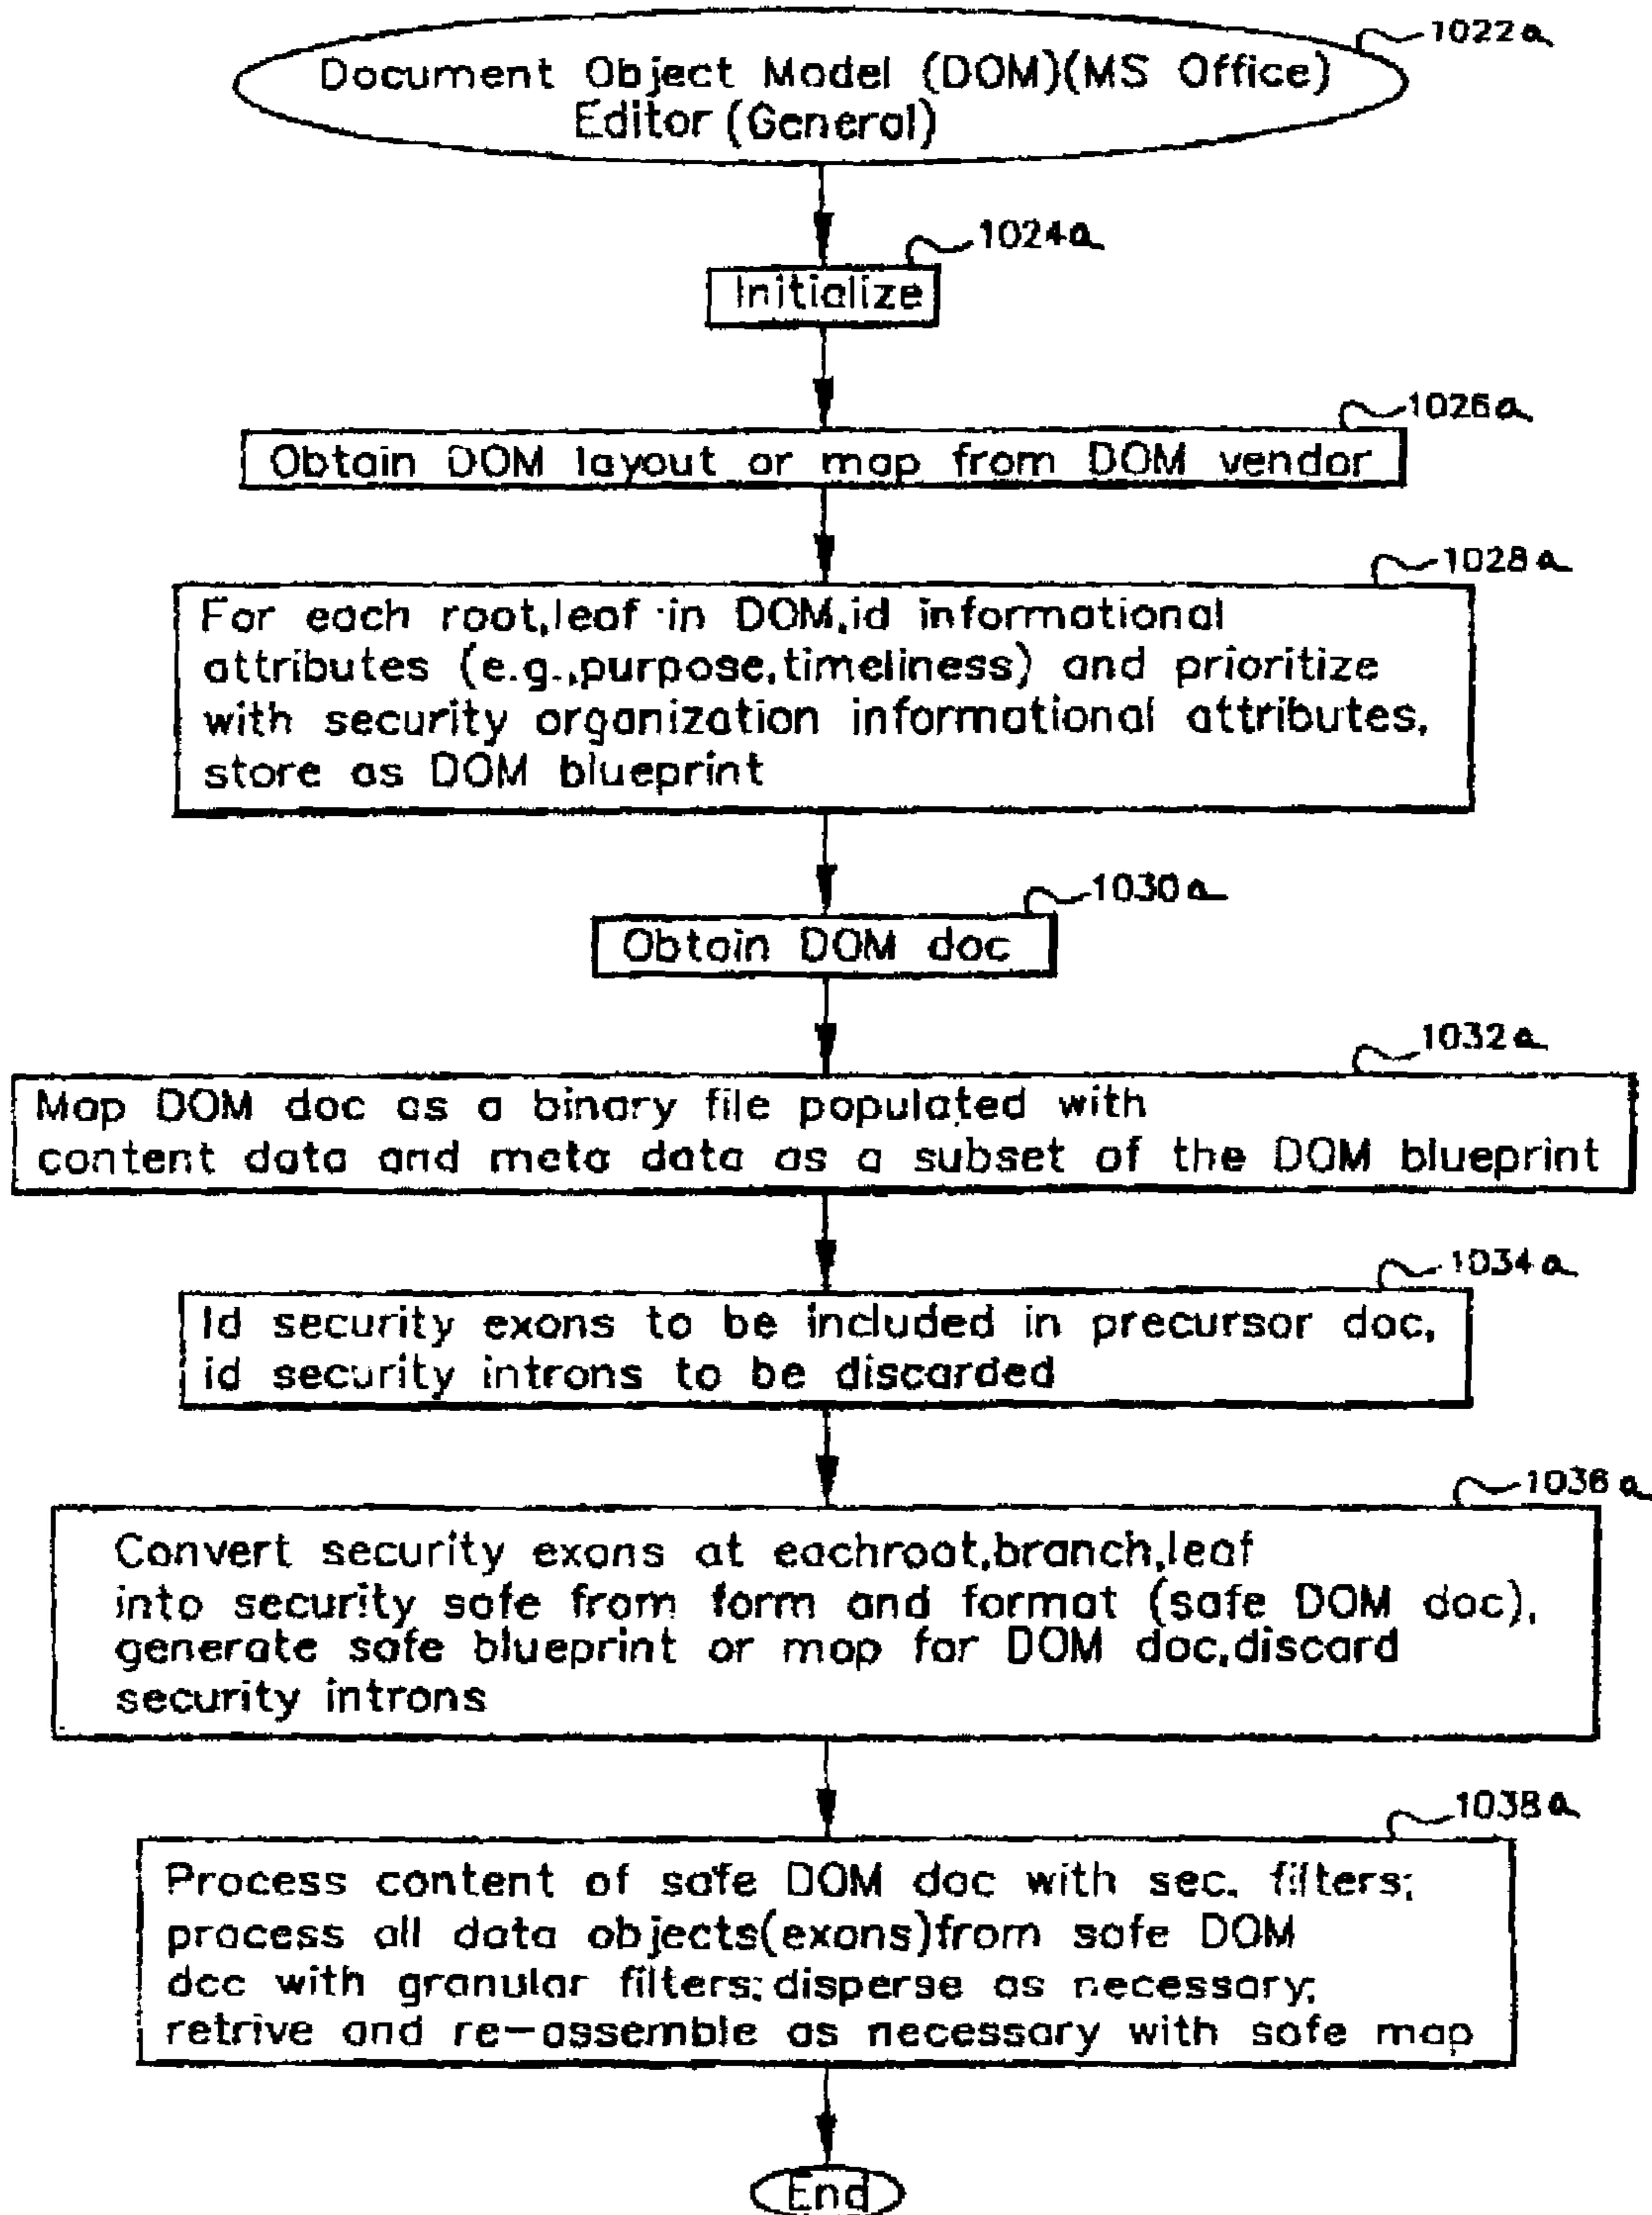 1022a
Document Object Model (DOM)(MS Office)
Editor (General)
1024a
Initialize
1026a
Obtain DOM layout or map from DOM vendor
1028a
For each root,leaf in DOM,id informational
attributes (e.g.,purpose,timeliness) and prioritize
with security organization informational attributes,
store as DOM blueprint
1030a
Obtain DOM doc
1032a
Map DOM doc as a binary file populated with
content data and meta data as a subset of the DOM blueprint
1034a
Id security exons to be included in precursor doc,
id security introns to be discarded
1036a
Convert security exons at eachroot,branch,leaf
into security safe from form and format (safe DOM doc),
generate safe blueprint or map for DOM doc,discard
security introns
1038a
Process content of safe DOM doc with sec. filters;
process all data objects(exons)from safe DOM
doc with granular filters;disperse as necessary;
retrive and re-assemble as necessary with safe map
End